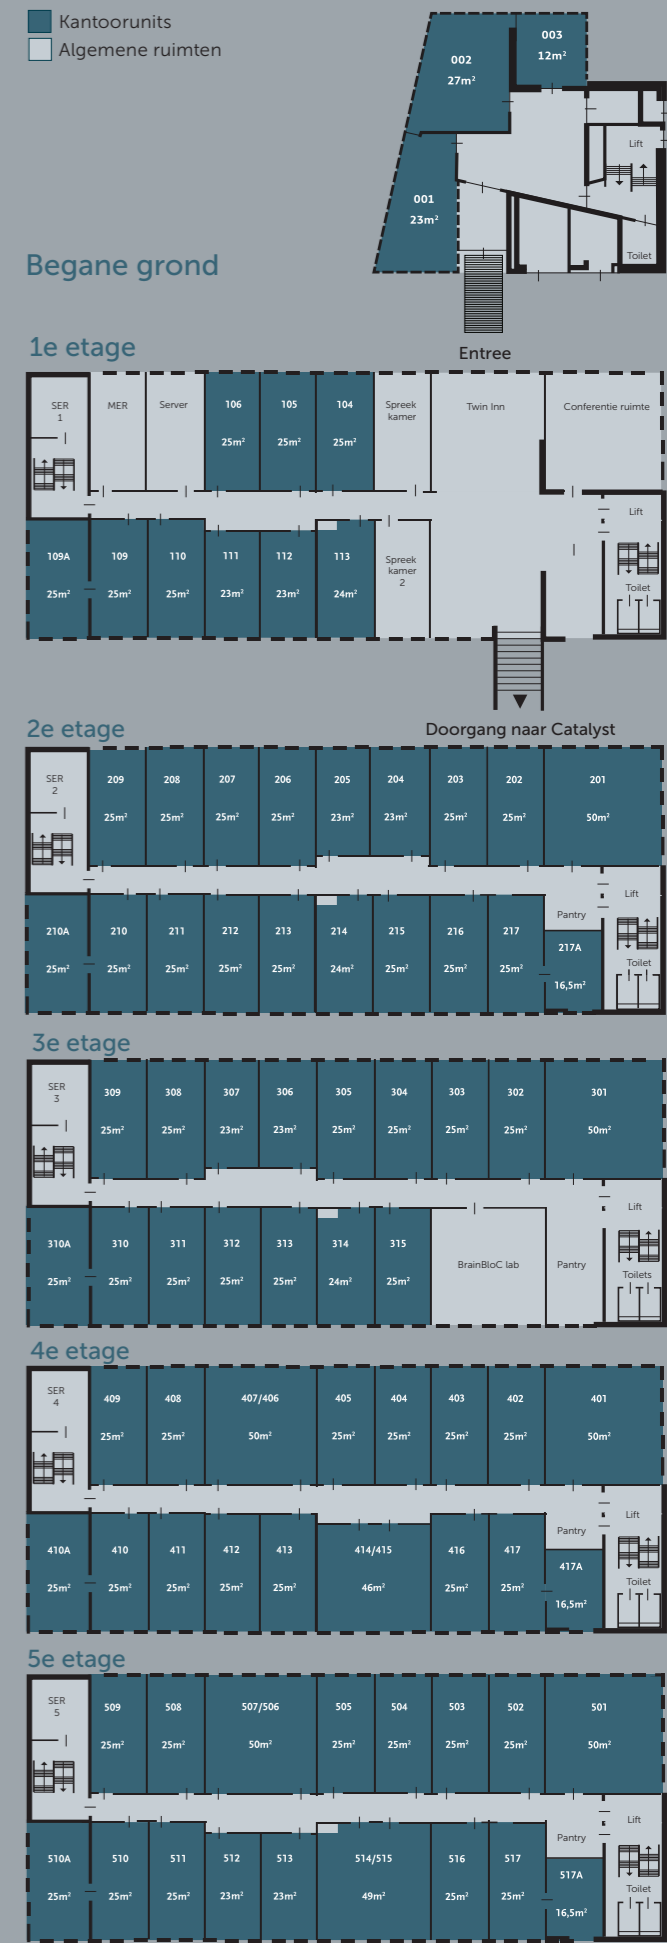 Kantoorunits
Algemene ruimten
002
27m²
003
12m²
Lift
001
23m²
Toilet
Begane grond
Entree
1e etage
SER
1
MER
Server
106
25m²
105
25m²
104
25m²
Spreek
kamer
Twin Inn
Conferentie ruimte
Lift
109A
25m²
109
25m²
110
25m²
111
23m²
112
23m²
113
24m²
Spreek
kamer
2
Toilet
Doorgang naar Catalyst
2e etage
SER
2
209
25m²
208
25m²
207
25m²
206
25m²
205
23m²
204
23m²
203
25m²
202
25m²
201
50m²
Lift
Pantry
210A
25m²
210
25m²
211
25m²
212
25m²
213
25m²
214
24m²
215
25m²
216
25m²
217
25m²
217A
16,5m²
Toilet
3e etage
SER
3
309
25m²
308
25m²
307
23m²
306
23m²
305
25m²
304
25m²
303
25m²
302
25m²
301
50m²
Lift
310A
25m²
310
25m²
311
25m²
312
25m²
313
25m²
314
24m²
315
25m²
BrainBloC lab
Pantry
Toilets
4e etage
SER
4
409
25m²
408
25m²
407/406
50m²
405
25m²
404
25m²
403
25m²
402
25m²
401
50m²
Lift
Pantry
410A
25m²
410
25m²
411
25m²
412
25m²
413
25m²
414/415
46m²
416
25m²
417
25m²
417A
16,5m²
Toilet
5e etage
SER
5
509
25m²
508
25m²
507/506
50m²
505
25m²
504
25m²
503
25m²
502
25m²
501
50m²
Lift
Pantry
510A
25m²
510
25m²
511
25m²
512
23m²
513
23m²
514/515
49m²
516
25m²
517
25m²
517A
16,5m²
Toilet